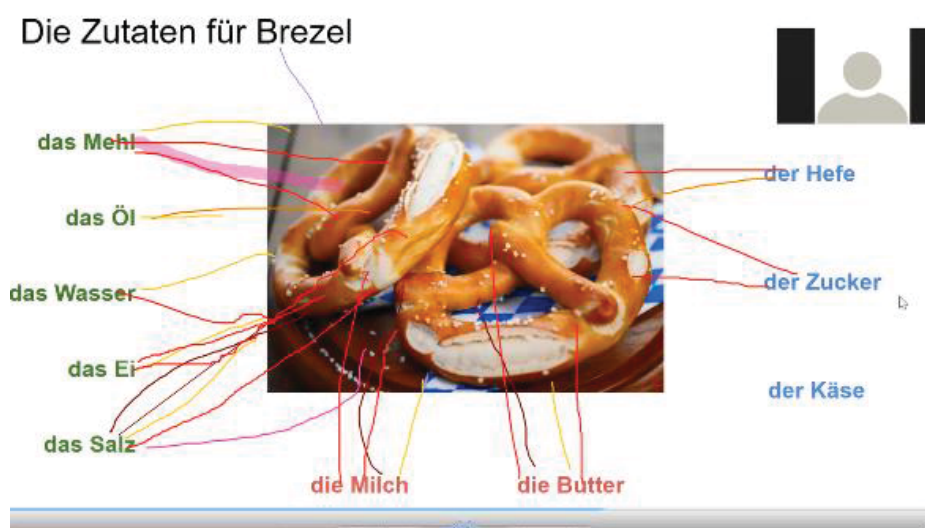 Die Zutaten für Brezel
das Mehl
das Öl
das Wasser
das Ei
das Salz
die Milch
die Butter
der Hefe
der Zucker
der Käse